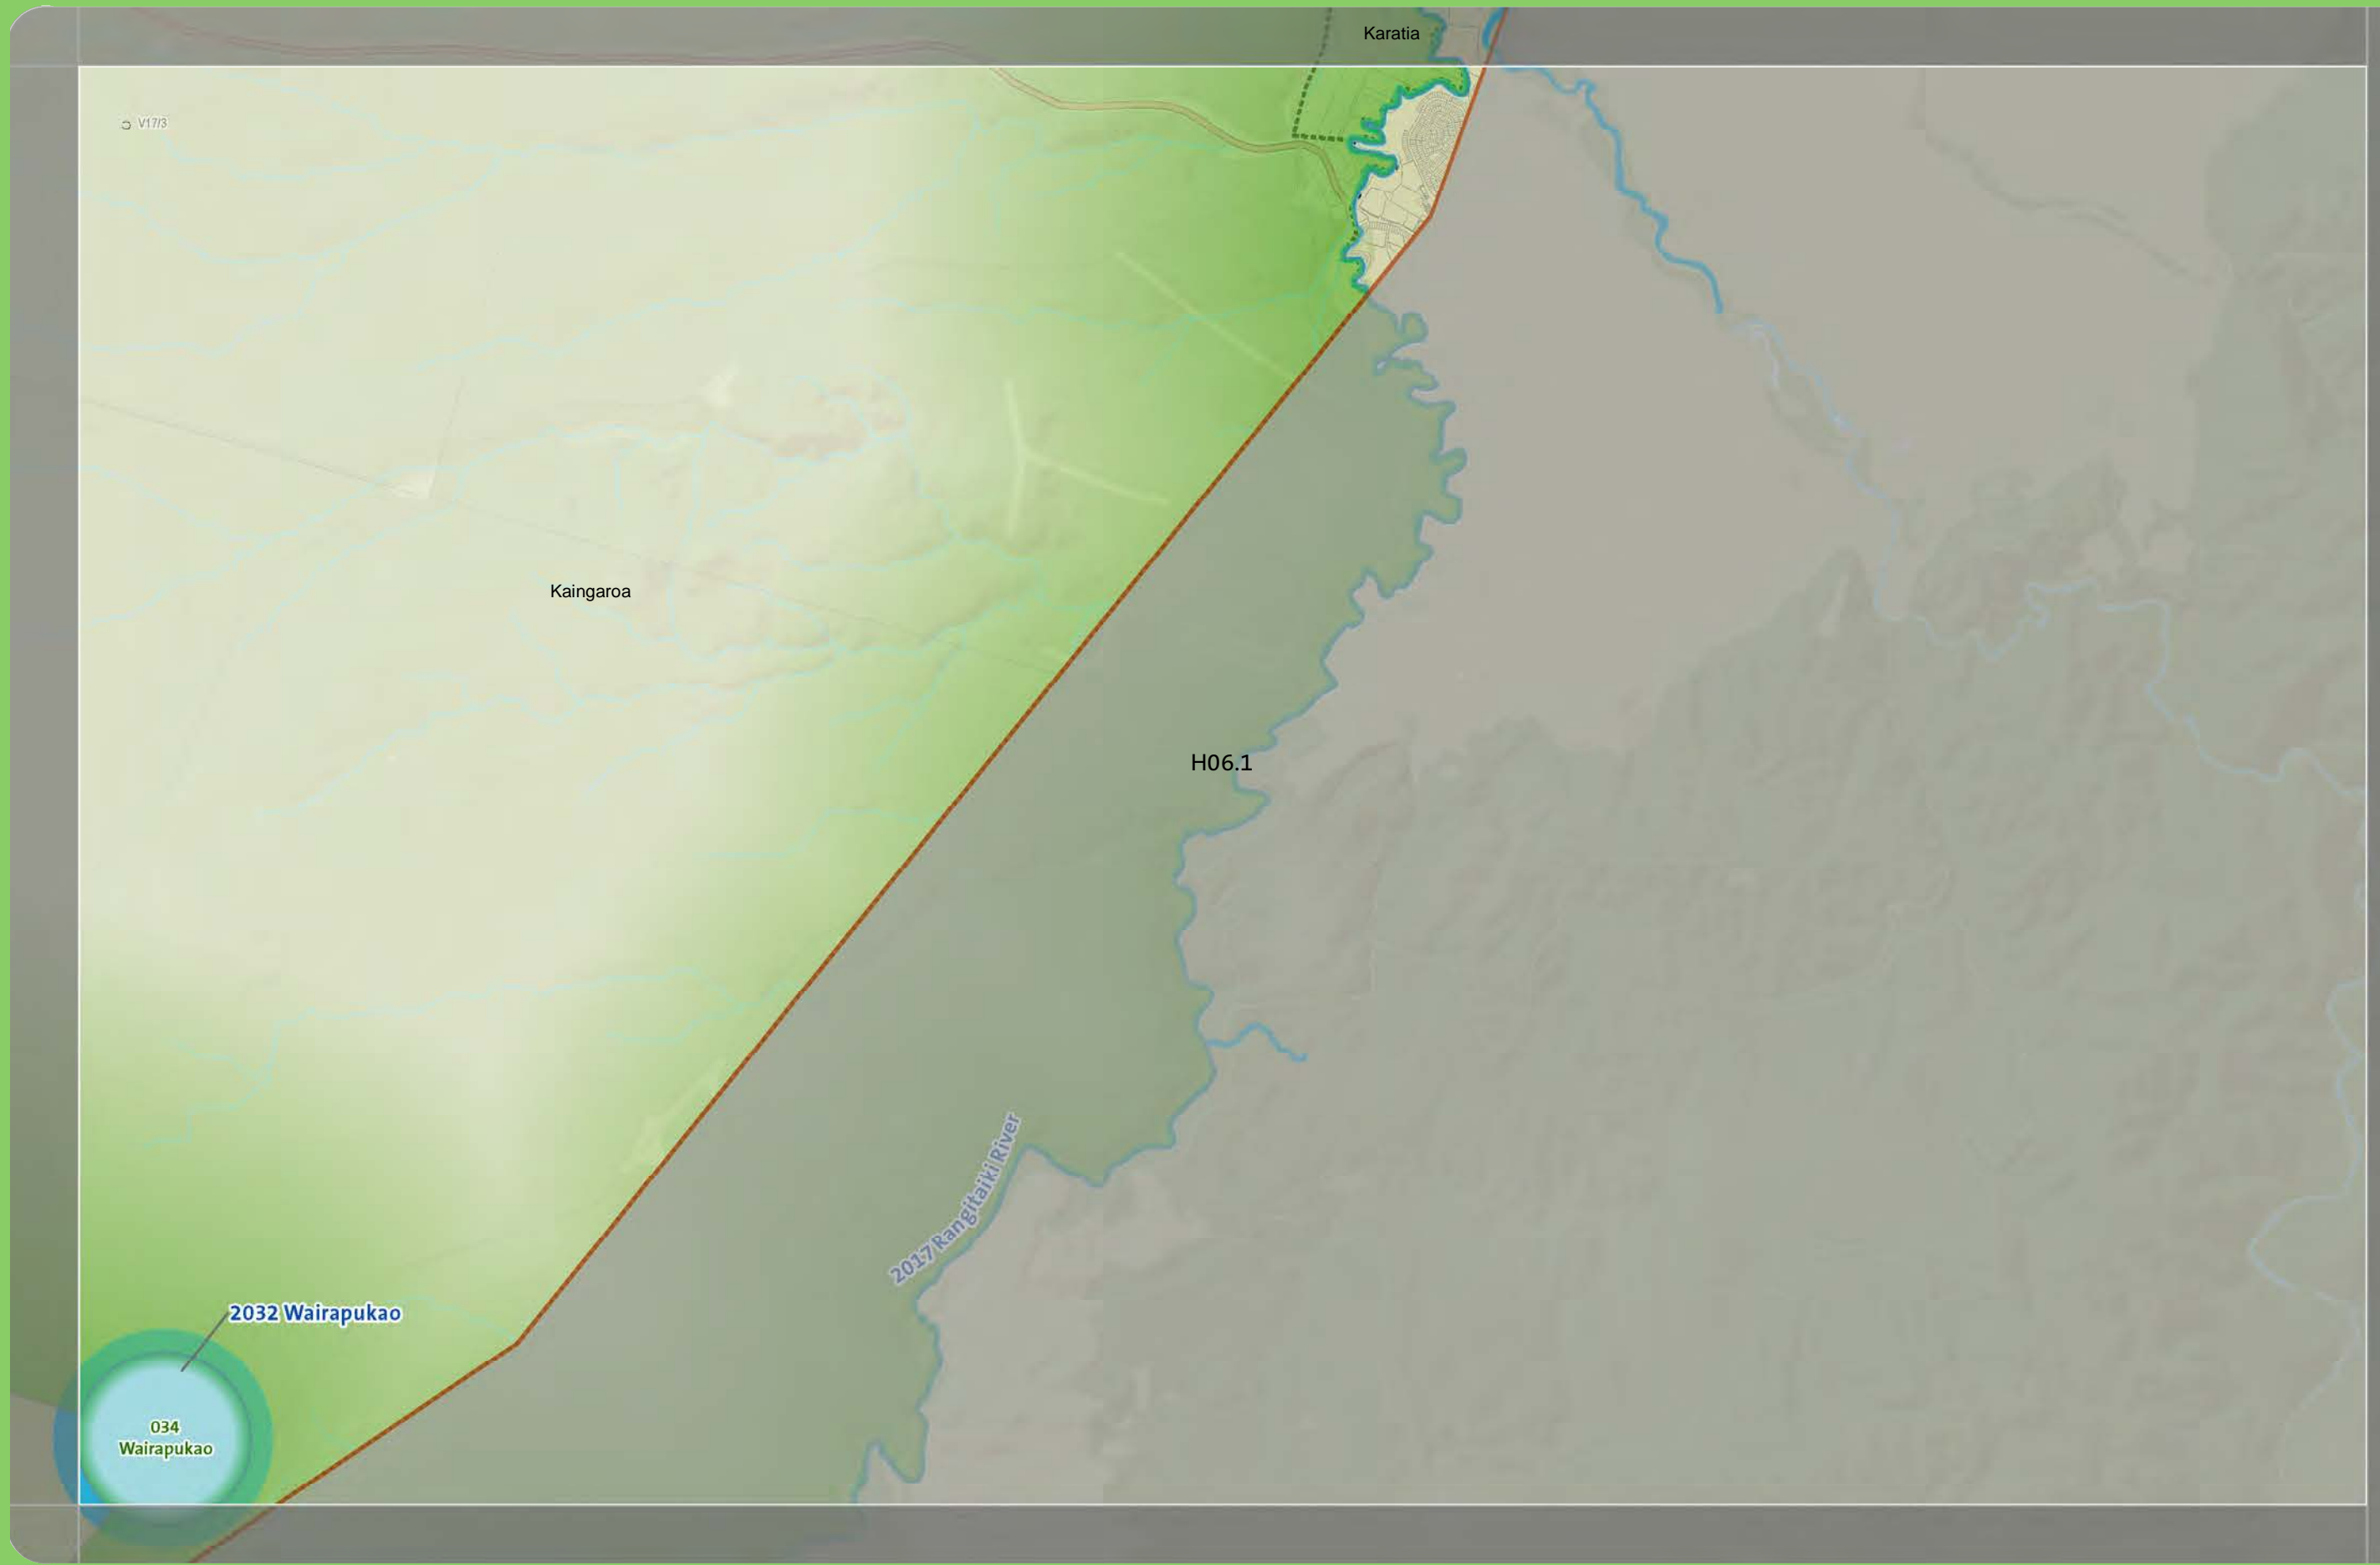 Karatia
V17/3
Kaingaroa
H06.1
2017 Rangitaiki River
2032 Wairapukao
034
Wairapukao